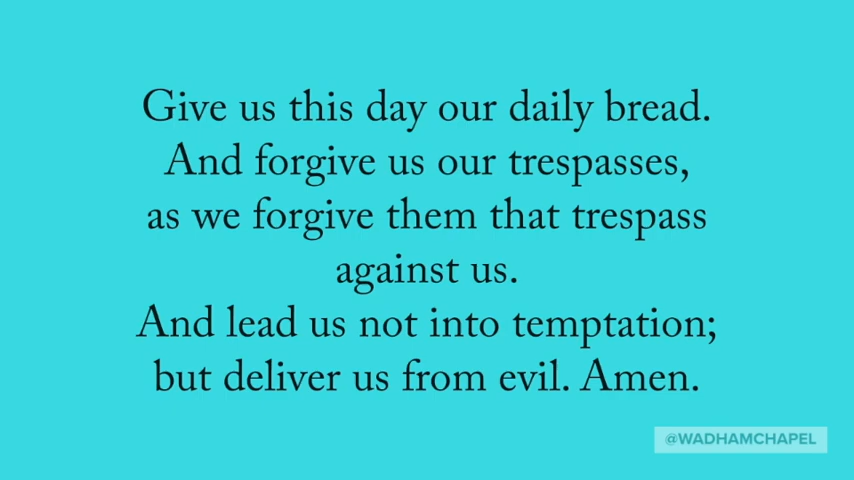 Give us this day our daily bread.
And forgive us our trespasses,
as we forgive them that trespass
against us.
And lead us not into temptation;
but deliver us from evil. Amen.
@WADHAMCHAPEL